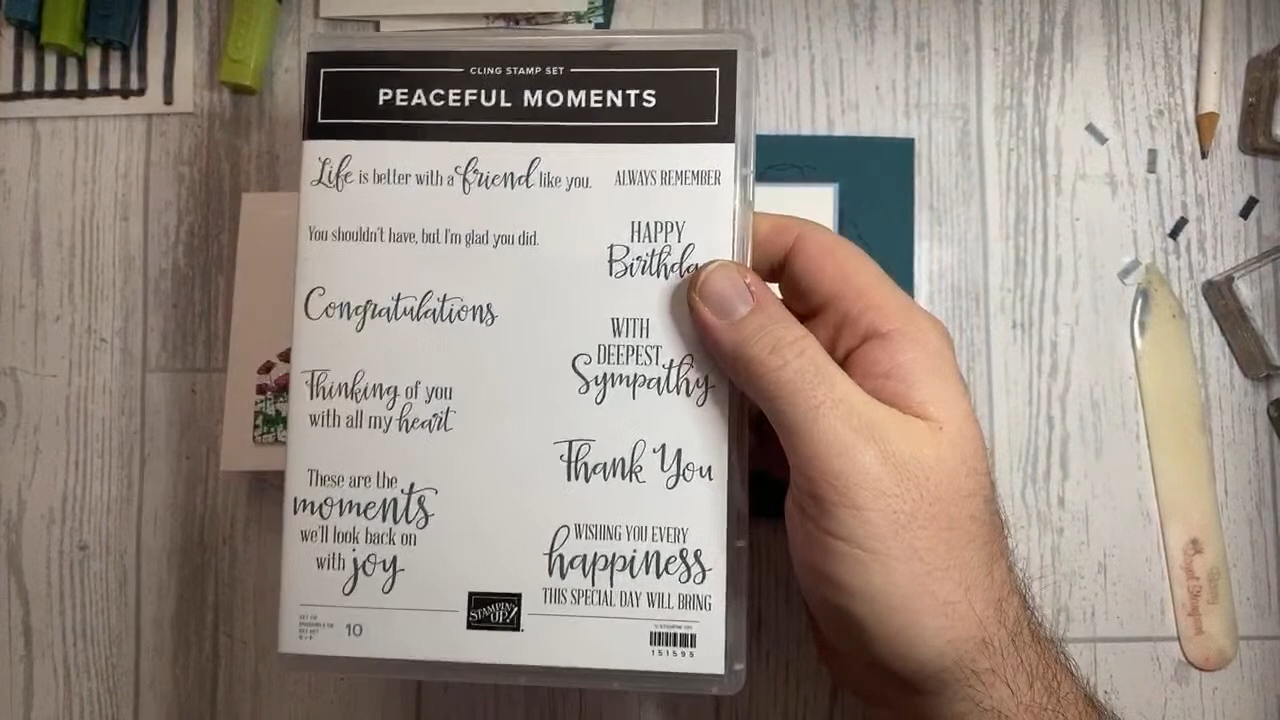 CLING STAMP SET
PEACEFUL MOMENTS
Life is better with a friend like you.
ALWAYS REMEMBER
You shouldn't have, but I'm glad you did.
HAPPY
Birthda
Congratulations
WITH
DEEPEST
Sympathy
Thinking of you
with all my heart
Thank You
These are the
moments
we'll look back on
with joy
WISHING YOU EVERY
happiness
THIS SPECIAL DAY WILL BRING
STAMPIN' UP!
10
151595